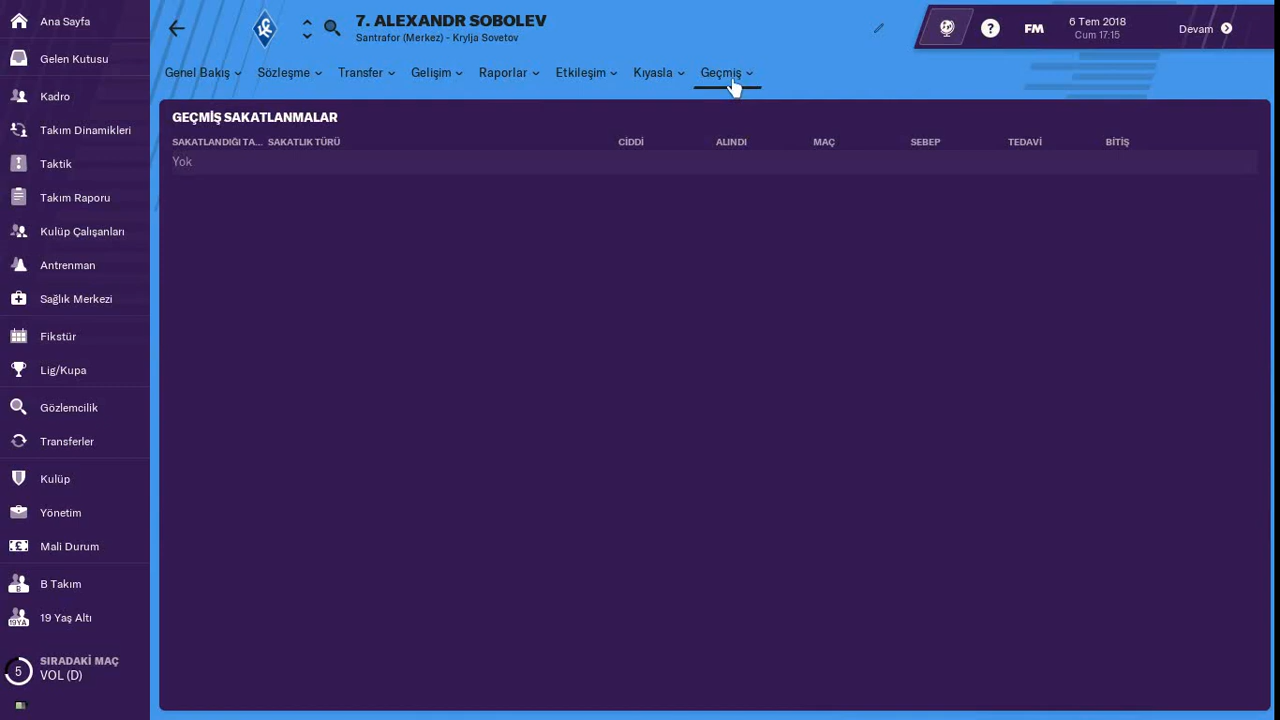 Ana Sayfa
Gelen Kutusu
Kadro
Takım Dinamikleri
Taktik
Takım Raporu
Kulüp Çalışanları
Antrenman
Sağlık Merkezi
Fikstür
Lig/Kupa
Gözlemcilik
Transferler
Kulüp
Yönetim
Mali Durum
B
B Takım
19YA
19 Yaş Altı
5
SIRADAKİ MAÇ
VOL (D)
7. ALEXANDR SOBOLEV
Santrafor (Merkez) - Krylja Sovetov
?
FM
6 Tem 2018
Cum 17:15
Devam
Genel Bakış
Sözleşme
Transfer
Gelişim
Raporlar
Etkileşim
Kıyasla
Geçmiş
GEÇMİŞ SAKATLANMALAR
SAKATLANDIĞI TA... SAKATLIK TÜRÜ CİDDİ ALINDI MAÇ SEBEP TEDAVİ BİTİŞ
Yok